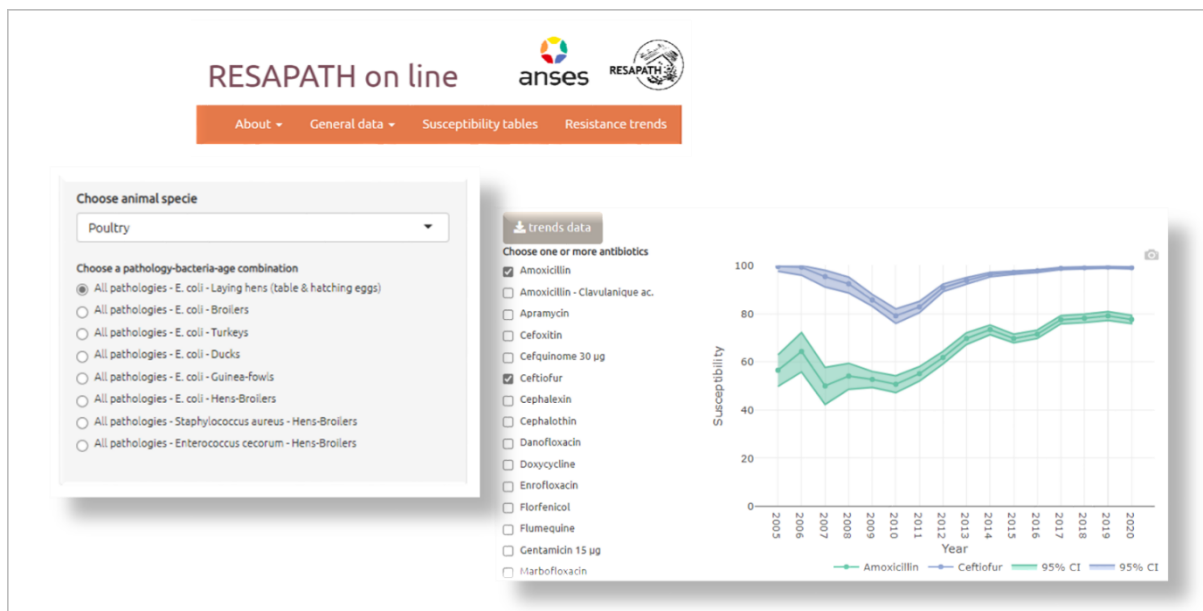 RESAPATH on line
anses
RESAPATH
About
General data
Susceptibility tables
Resistance trends
Choose animal specie
Poultry
Choose a pathology-bacteria-age combination
All pathologies - E. coli - Laying hens (table & hatching eggs)
All pathologies - E. coli - Broilers
All pathologies - E. coli - Turkeys
All pathologies - E. coli - Ducks
All pathologies - E. coli - Guinea-fowls
All pathologies - E. coli - Hens-Broilers
All pathologies - Staphylococcus aureus - Hens-Broilers
All pathologies - Enterococcus cecorum - Hens-Broilers
trends data
Choose one or more antibiotics
Amoxicillin
Amoxicillin - Clavulanique ac.
Apramycin
Cefoxitin
Cefquinome 30 µg
Ceftiofur
Cephalexin
Cephalothin
Danofloxacin
Doxycycline
Enrofloxacin
Florfenicol
Flumequine
Gentamicin 15 µg
Marbofloxacin
Susceptibility
100
80
60
40
20
0
2005
2006
2007
2008
2009
2010
2011
2012
2013
2014
2015
2016
2017
2018
2019
2020
Year
Amoxicillin
Ceftiofur
95% CI
95% CI